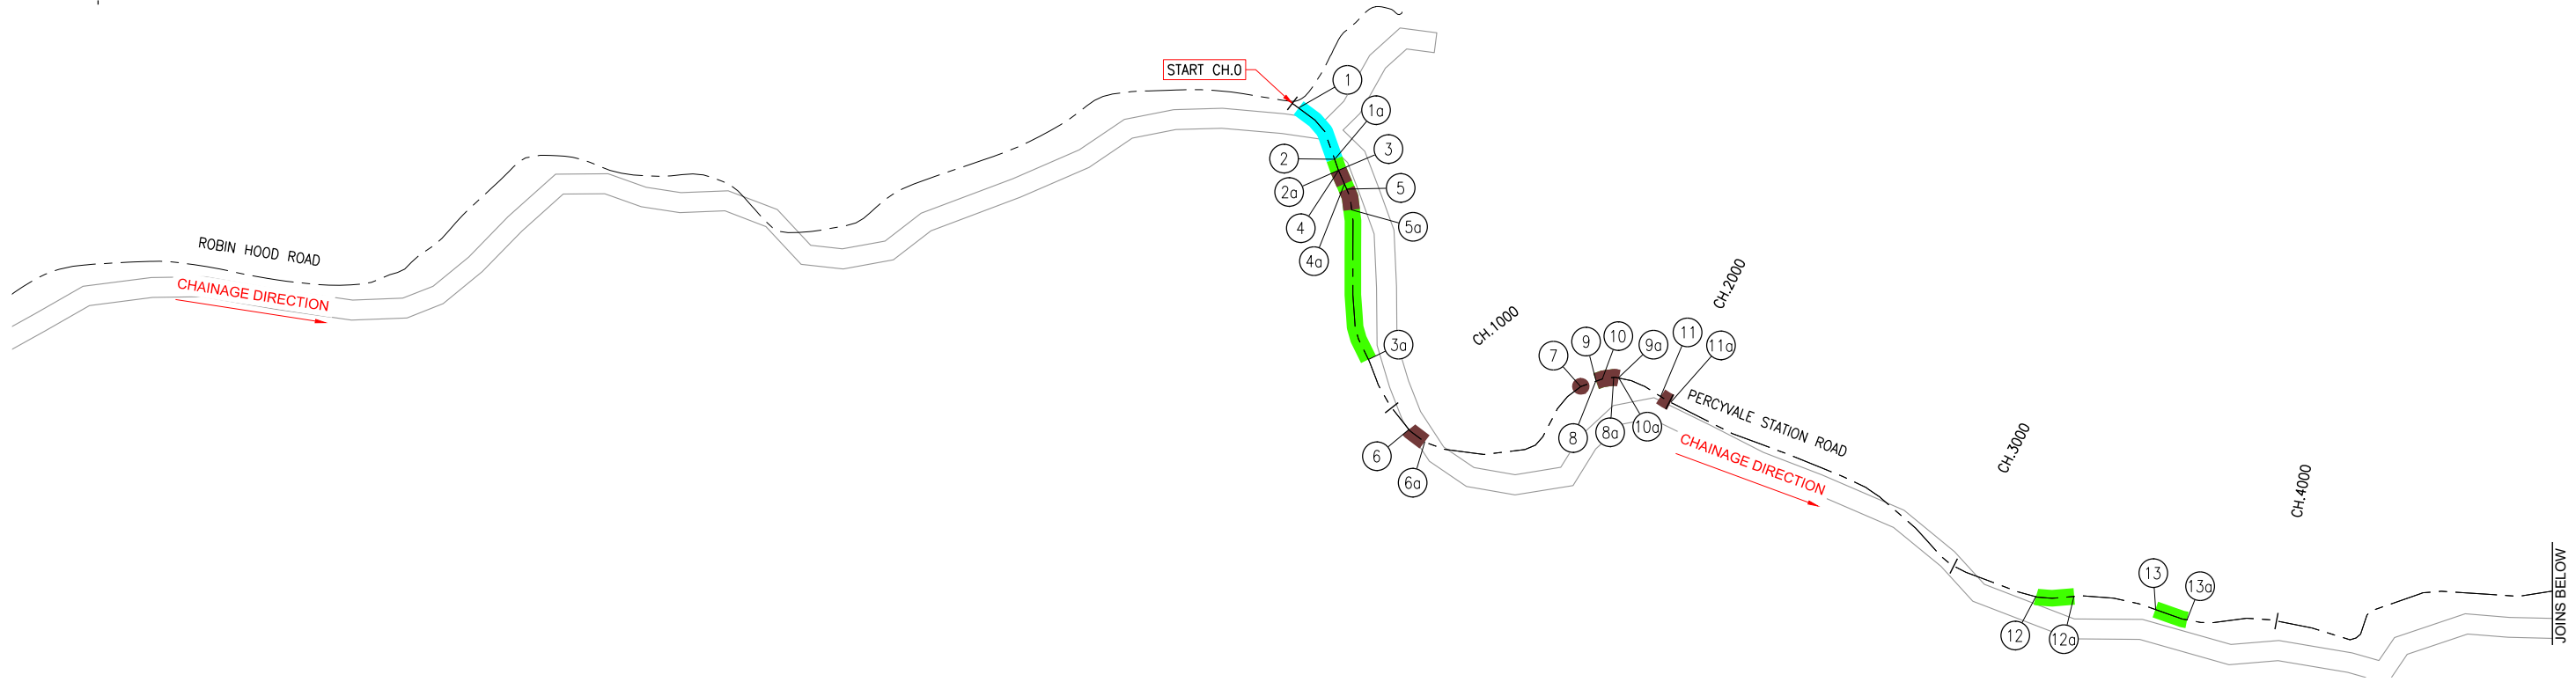 START CH.0
1
1a
2
3
2a
5
4
5a
4a
ROBIN HOOD ROAD
CHAINAGE DIRECTION
3a
CH.1000
CH.2000
7
9
10
9a
11
11a
6
6a
8
8a
10a
PERCYVALE STATION ROAD
CHAINAGE DIRECTION
CH.3000
CH.4000
12
12a
13
13a
JOINS BELOW